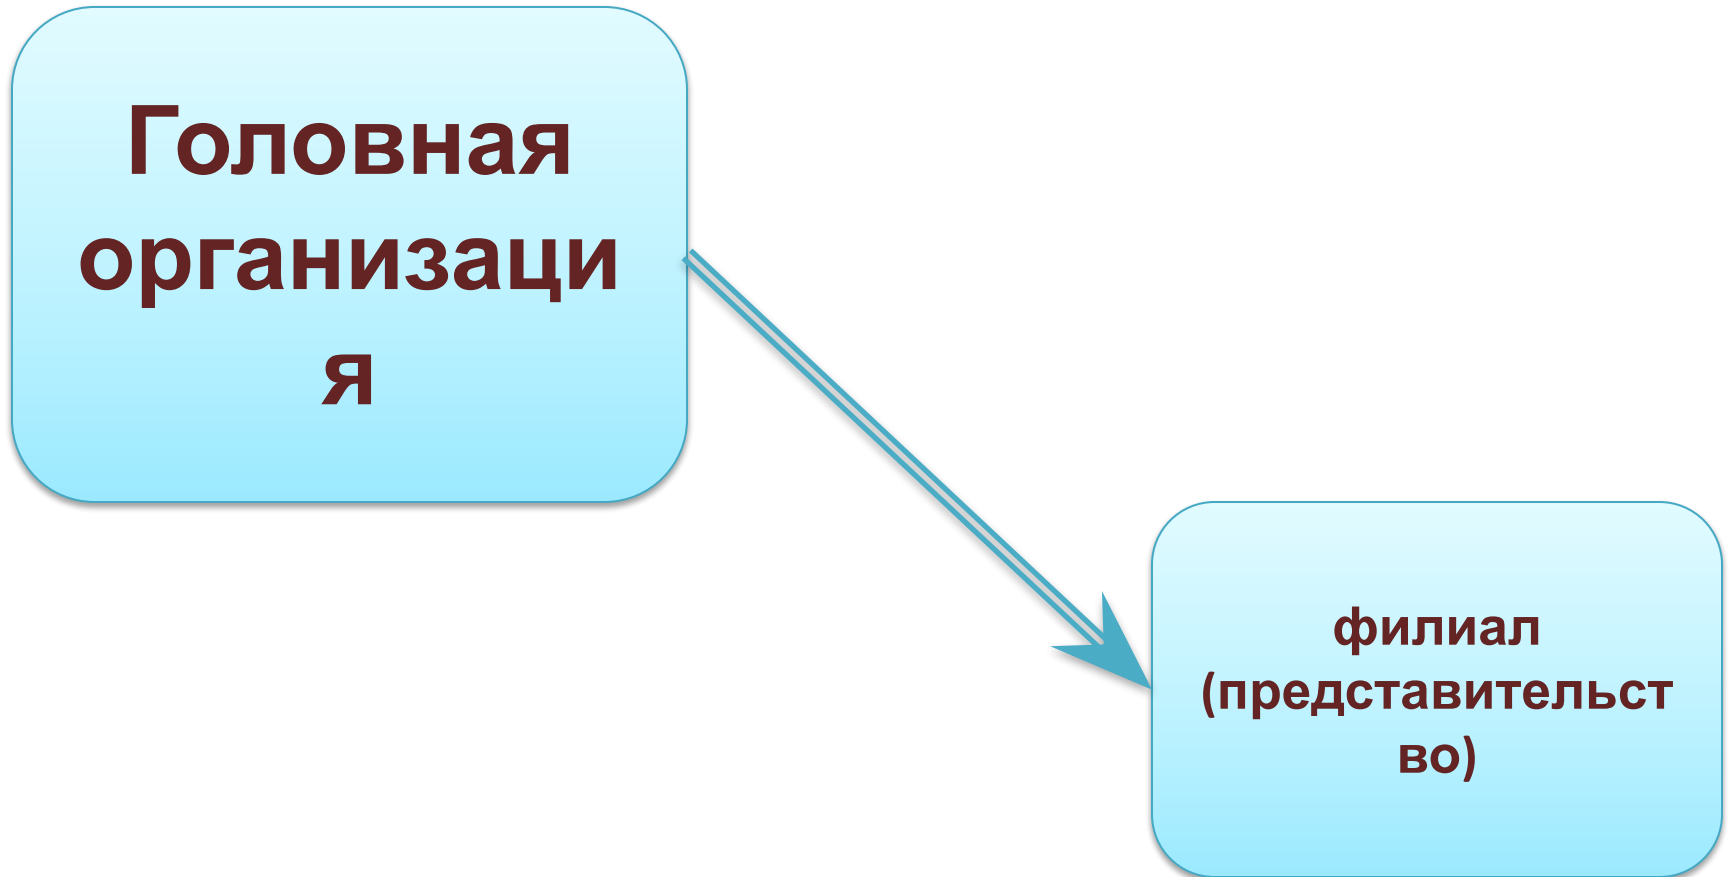 Головная
организаци
я
филиал
(представительст
во)